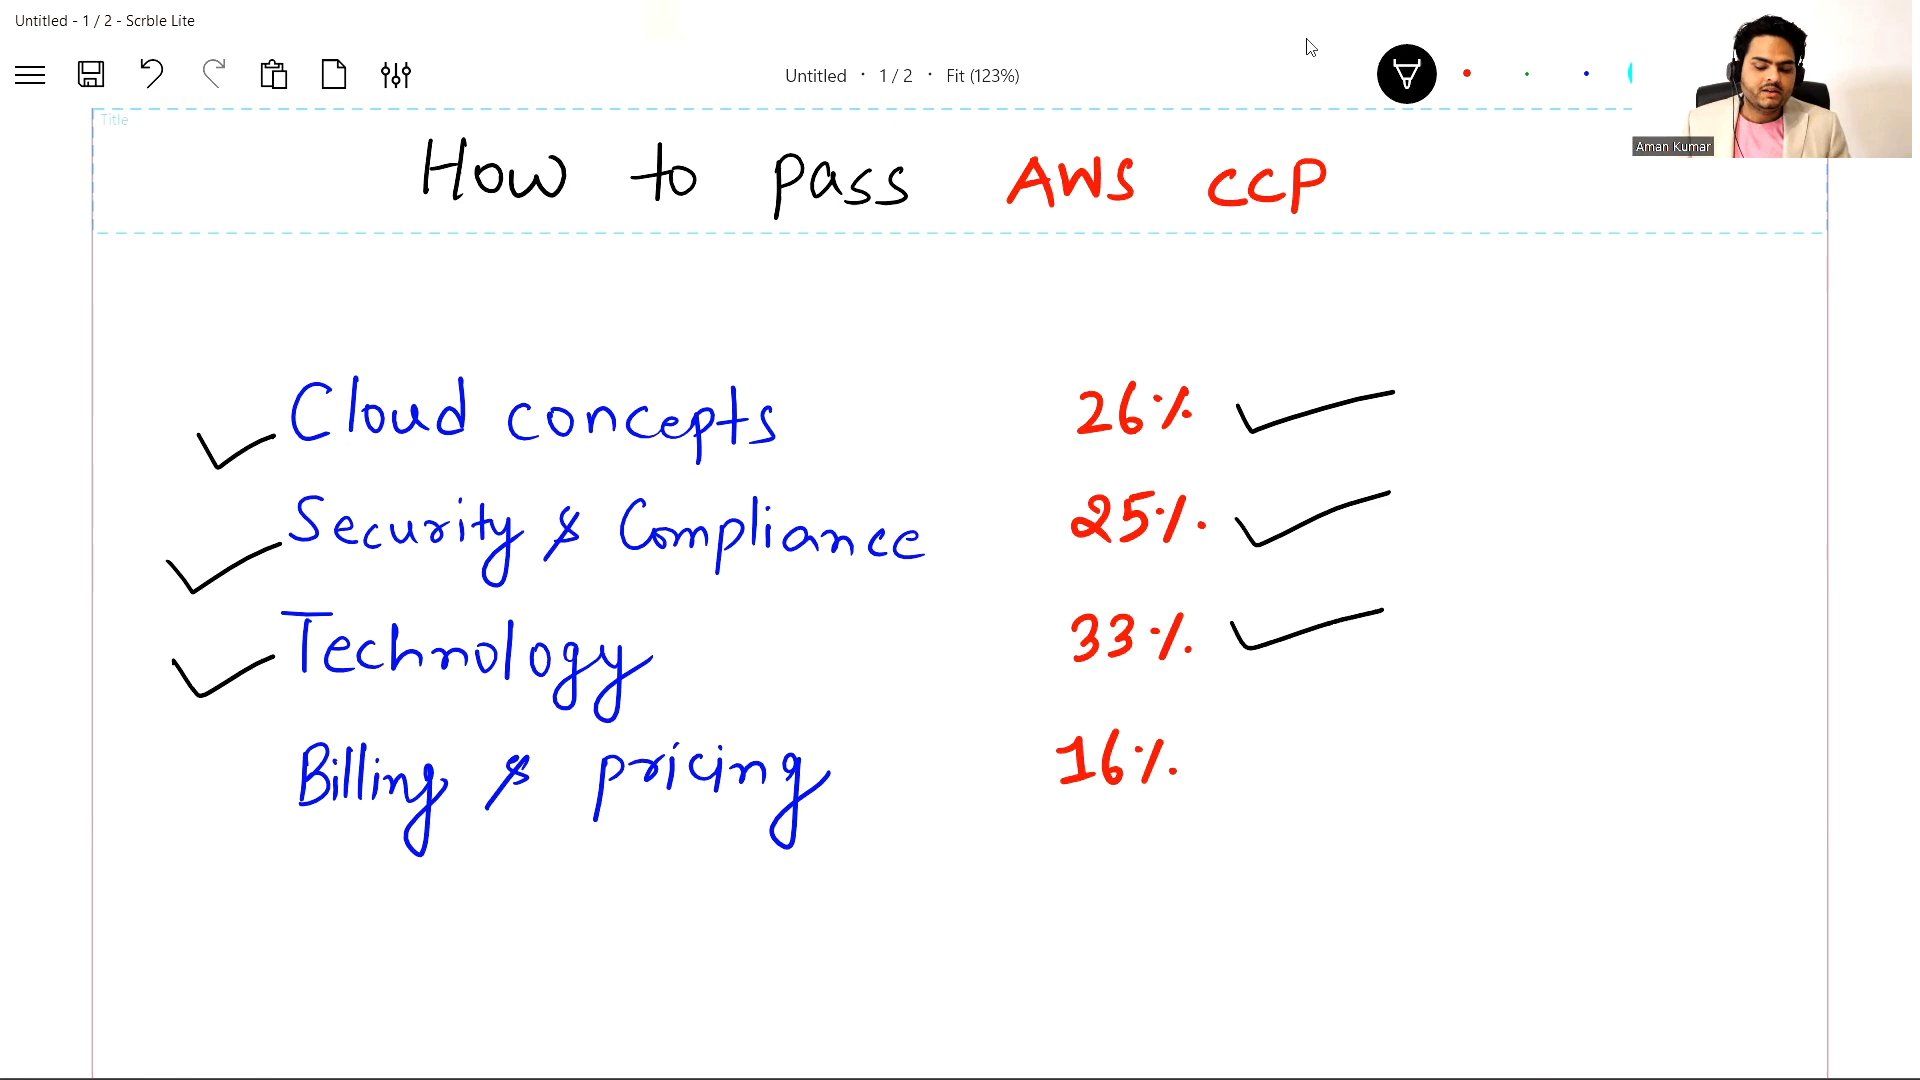 Untitled - 1 / 2 - Scrble Lite
Untitled · 1 / 2 · Fit (123%)
Aman Kumar
Title
How to pass AWS CCP
Cloud concepts 26%
Security & Compliance 25%.
Technology 33%
Billing & pricing 16%